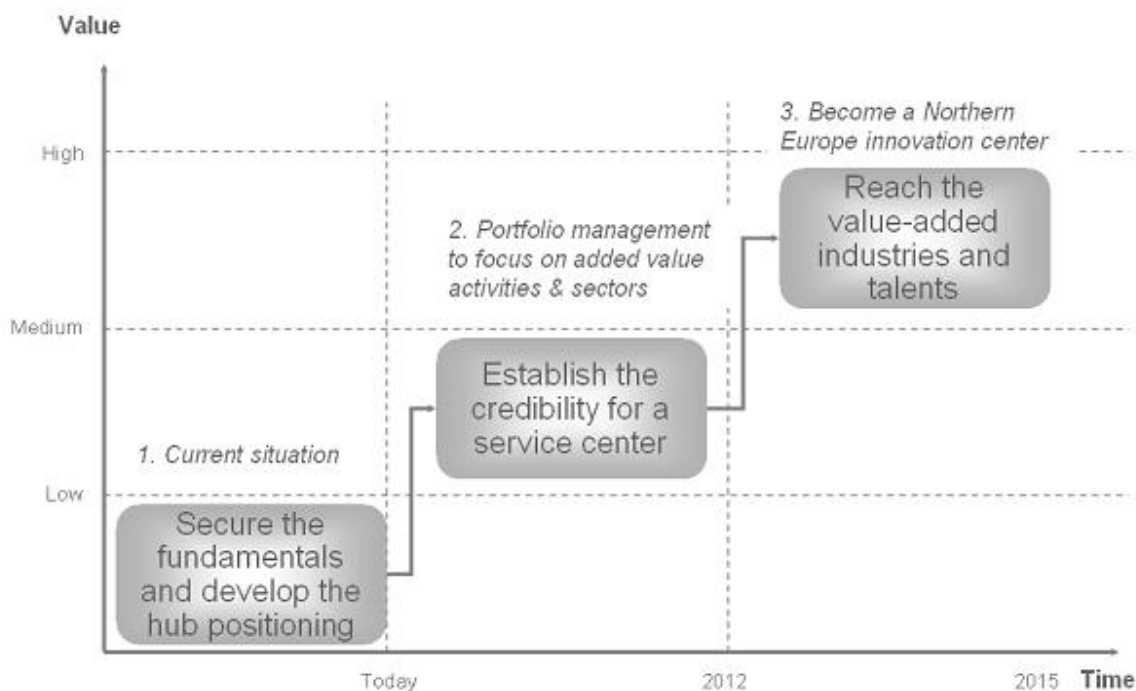 Value
High
3. Become a Northern
Europe innovation center
Reach the
value-added
industries and
talents
2. Portfolio management
to focus on added value
activities & sectors
Medium
Establish the
credibility for a
service center
1. Current situation
Low
Secure the
fundamentals
and develop the
hub positioning
Today
2012
2015
Time